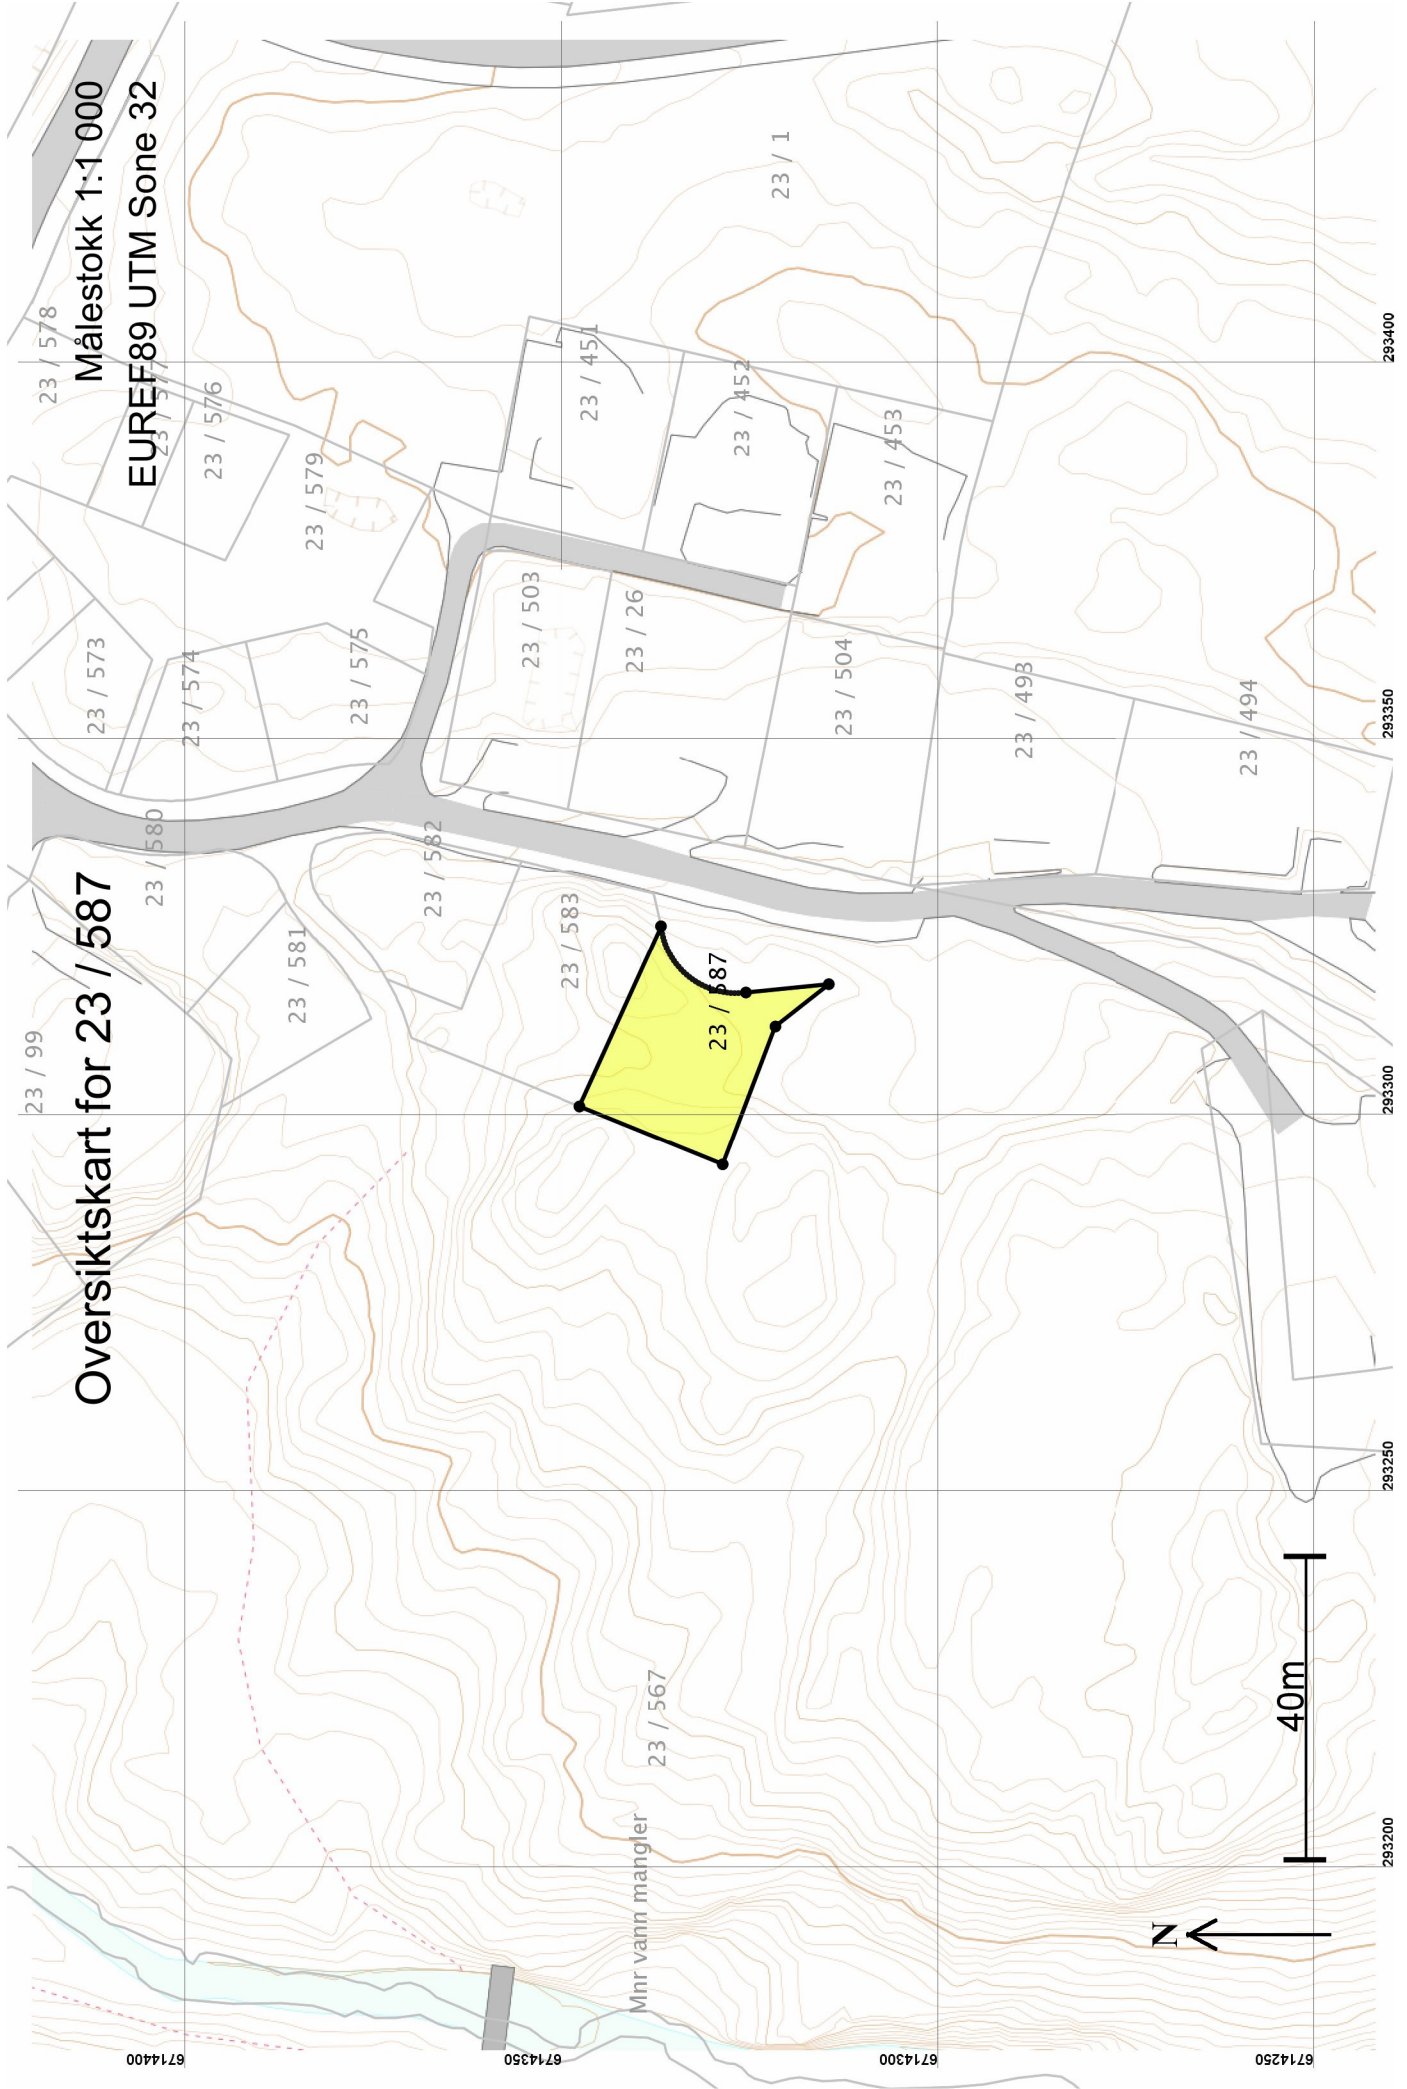 Oversiktskart for 23 / 587
Målestokk 1:1 000
EUREF89 UTM Sone 32
23 / 99
23 / 578
23 / 576
23 / 579
23 / 573
23 / 574
23 / 575
23 / 580
23 / 581
23 / 582
23 / 583
23 / 503
23 / 26
23 / 451
23 / 452
23 / 453
23 / 1
23 / 504
23 / 493
23 / 494
23 / 587
23 / 567
Mnr vann mangler
40m
N
6714400
6714350
6714300
6714250
293200
293250
293300
293350
293400